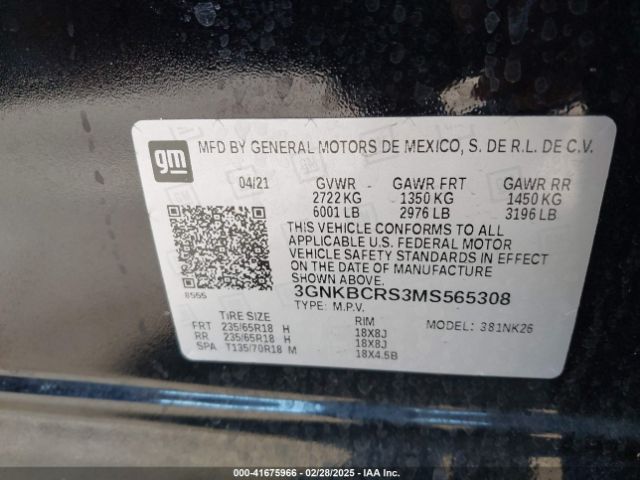 gm
MFD BY GENERAL MOTORS DE MEXICO, S. DE R.L. DE C.V.
04/21 GVWR GAWR FRT GAWR RR
2722 KG 1350 KG 1450 KG
6001 LB 2976 LB 3196 LB
THIS VEHICLE CONFORMS TO ALL
APPLICABLE U.S. FEDERAL MOTOR
VEHICLE SAFETY STANDARDS IN EFFECT
ON THE DATE OF MANUFACTURE
SHOWN ABOVE.
3GNKBCRS3MS565308
8555 TYPE: M.P.V.
TIRE SIZE RIM MODEL: 381NK26
FRT 235/65R18 H 18X8J
RR 235/65R18 H 18X8J
SPA T135/70R18 M 18X4.5B
000-41675966 — 02/28/2025 — IAA Inc.